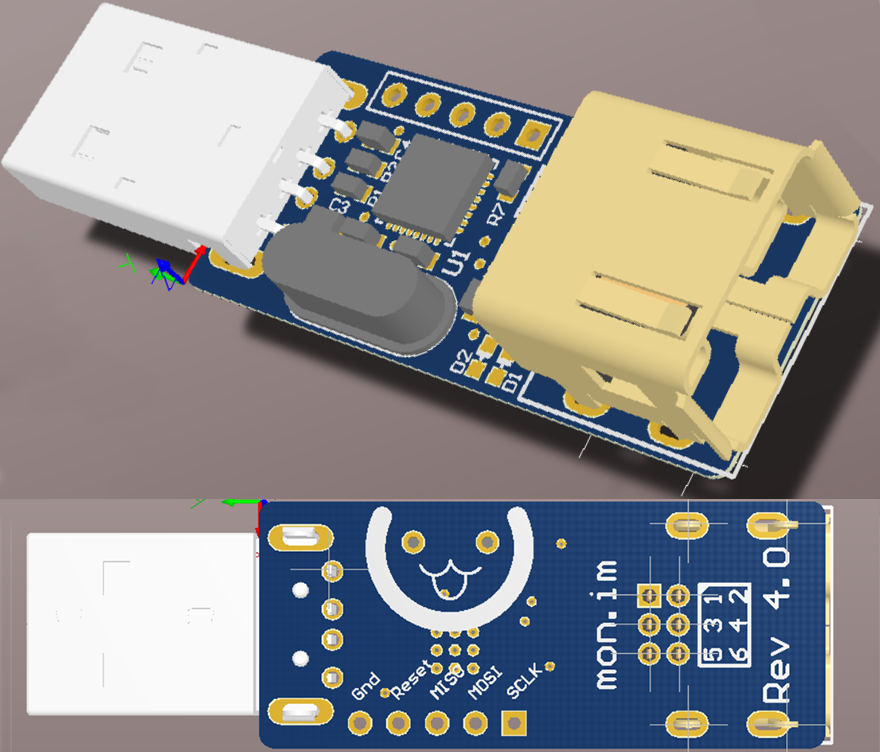 C3
R7
U1
D2
D1
Gnd
Reset
MISO
MOSI
SCLK
mon.im
1 2
3 4
5 6
Rev 4.0